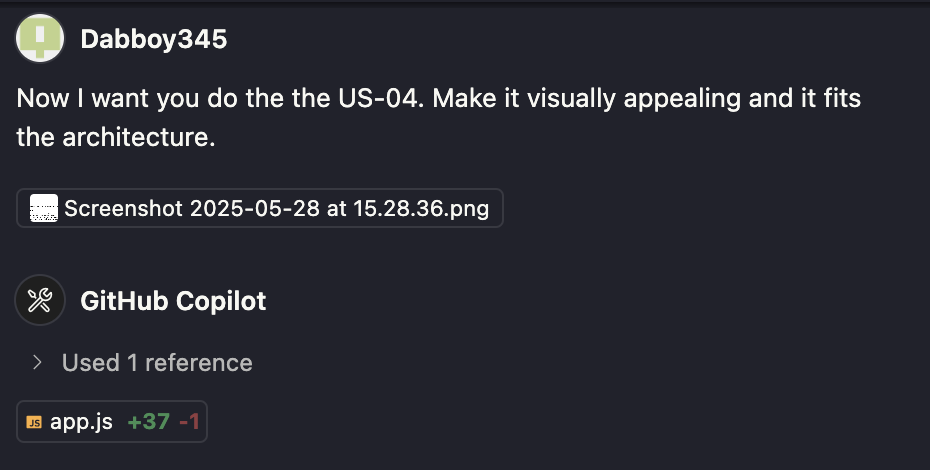 Dabboy345
Now I want you do the the US-04. Make it visually appealing and it fits
the architecture.
Screenshot 2025-05-28 at 15.28.36.png
GitHub Copilot
Used 1 reference
JS app.js +37 -1